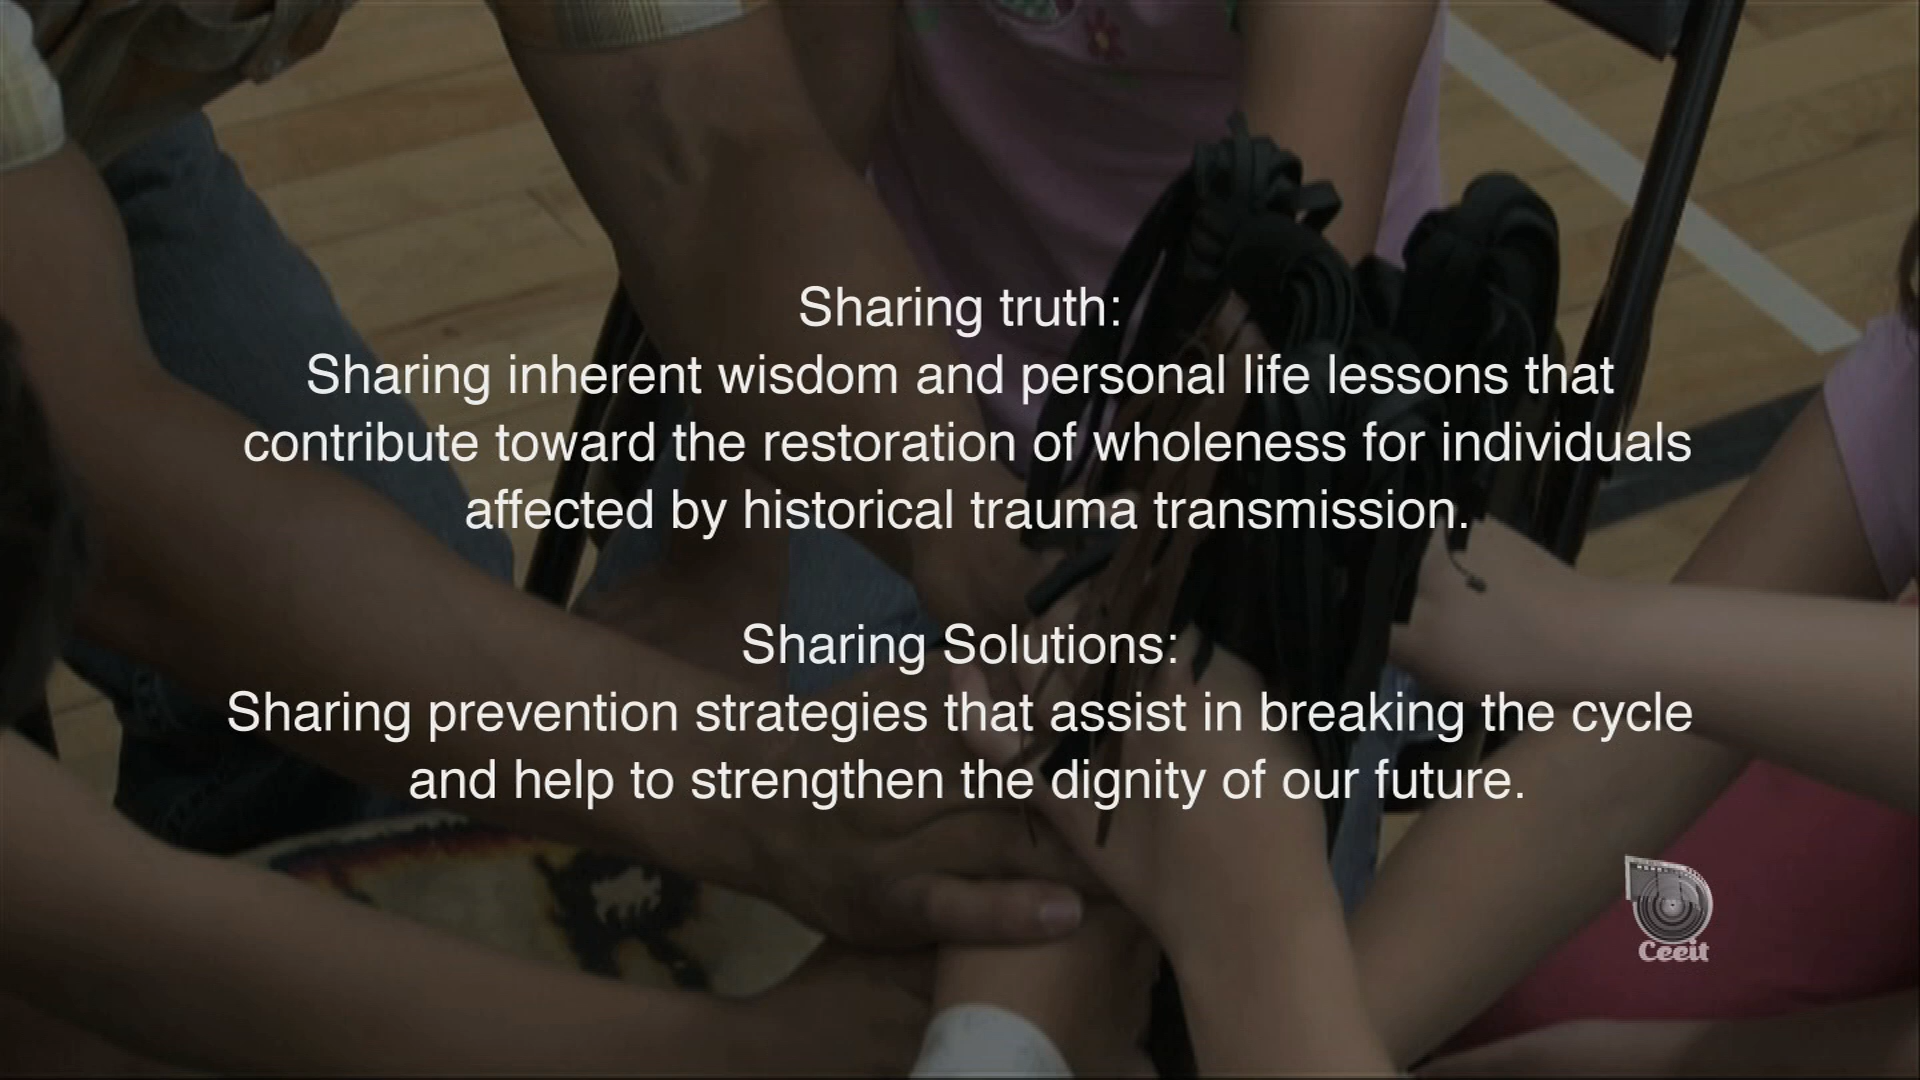 Sharing truth:
Sharing inherent wisdom and personal life lessons that
contribute toward the restoration of wholeness for individuals
affected by historical trauma transmission.
Sharing Solutions:
Sharing prevention strategies that assist in breaking the cycle
and help to strengthen the dignity of our future.
Ceeit